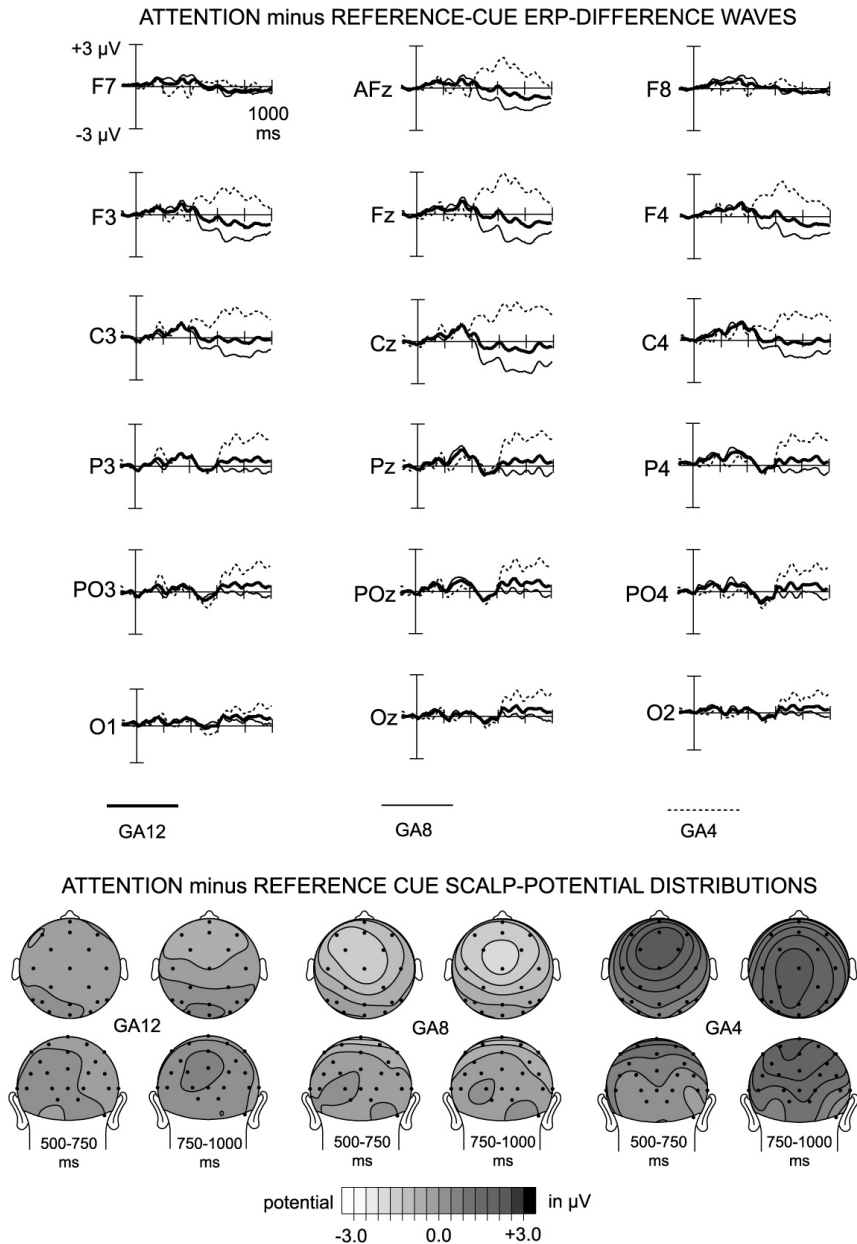 ATTENTION minus REFERENCE-CUE ERP-DIFFERENCE WAVES
+3 µV
F7
-3 µV
1000
ms
AFz
F8
F3
Fz
F4
C3
Cz
C4
P3
Pz
P4
PO3
POz
PO4
O1
Oz
O2
GA12
GA8
GA4
ATTENTION minus REFERENCE CUE SCALP-POTENTIAL DISTRIBUTIONS
GA12
GA8
GA4
500-750
ms
750-1000
ms
500-750
ms
750-1000
ms
500-750
ms
750-1000
ms
potential
in µV
-3.0
0.0
+3.0